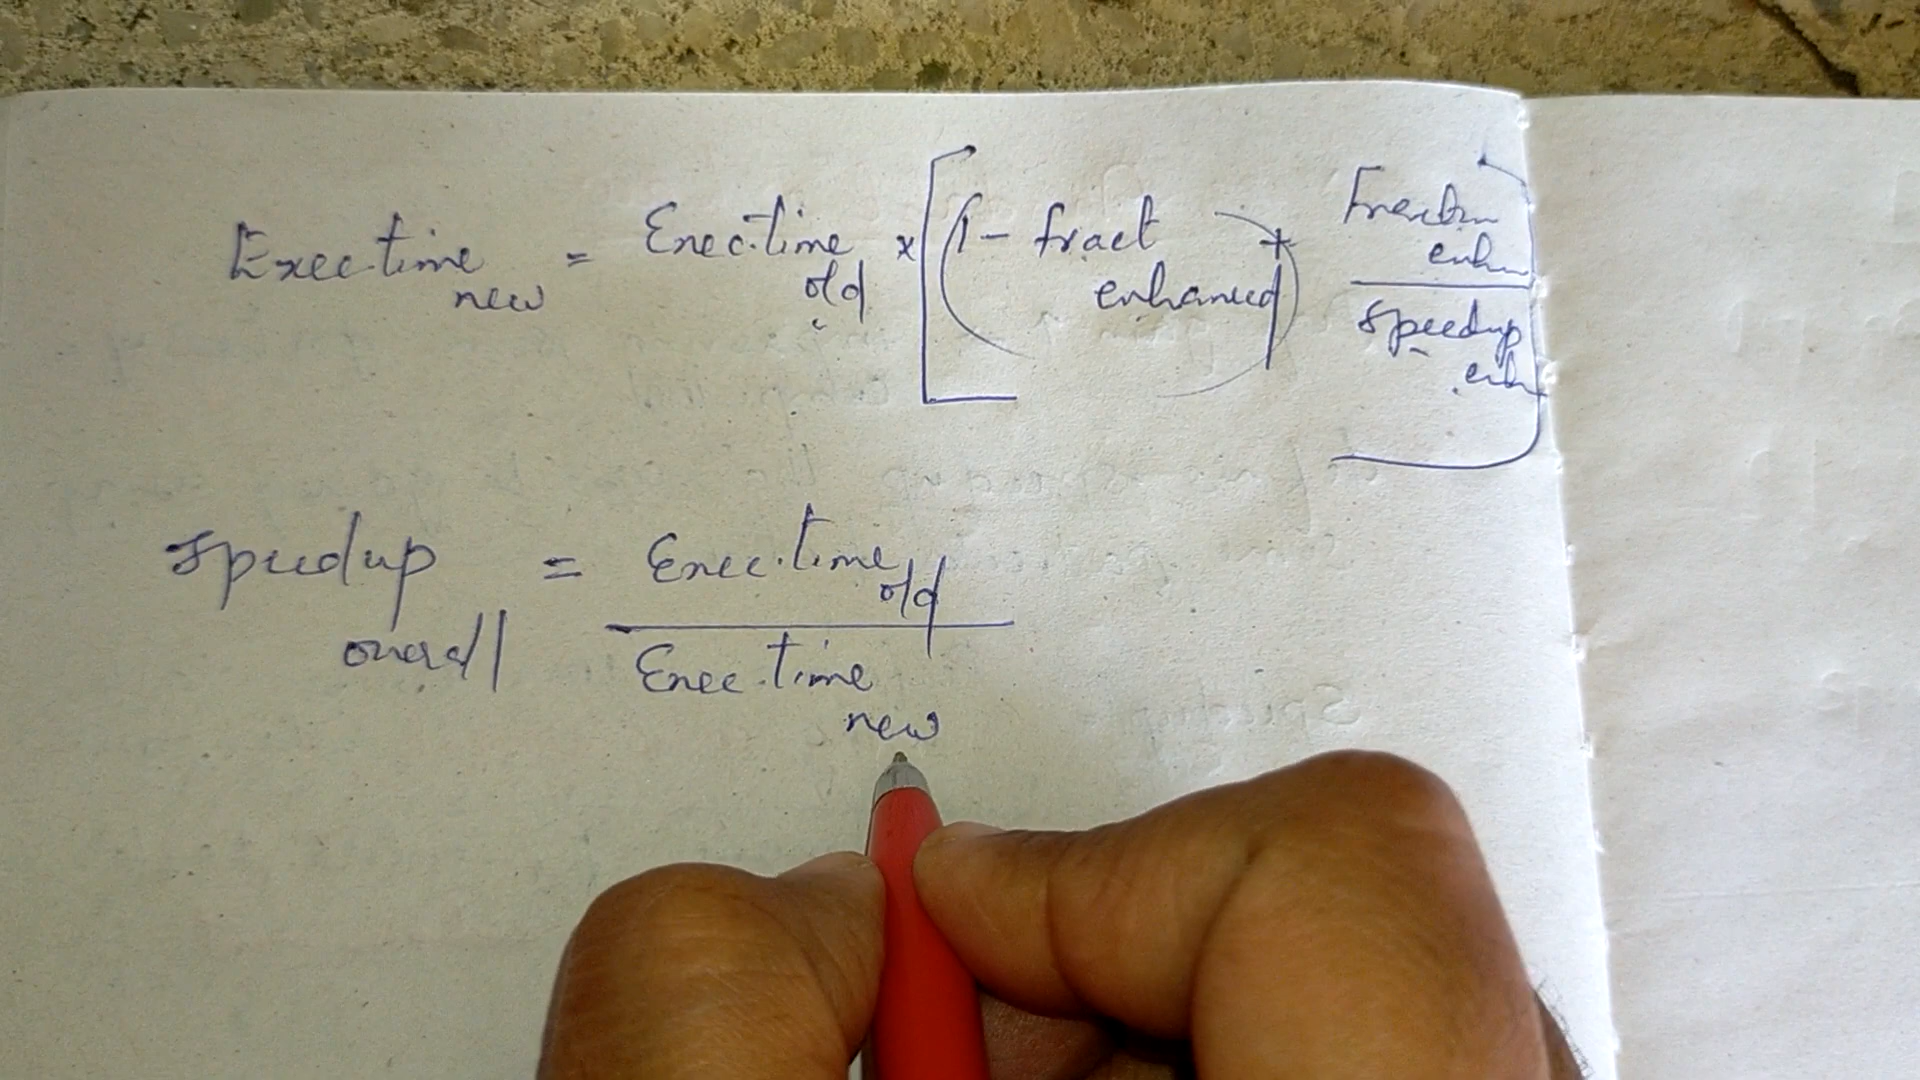 Exec.time new = Exec.time old × [(1 - fract enhanced) + Fraction enh / speedup enh]
speedup overall = Exec.time old / Exec.time new